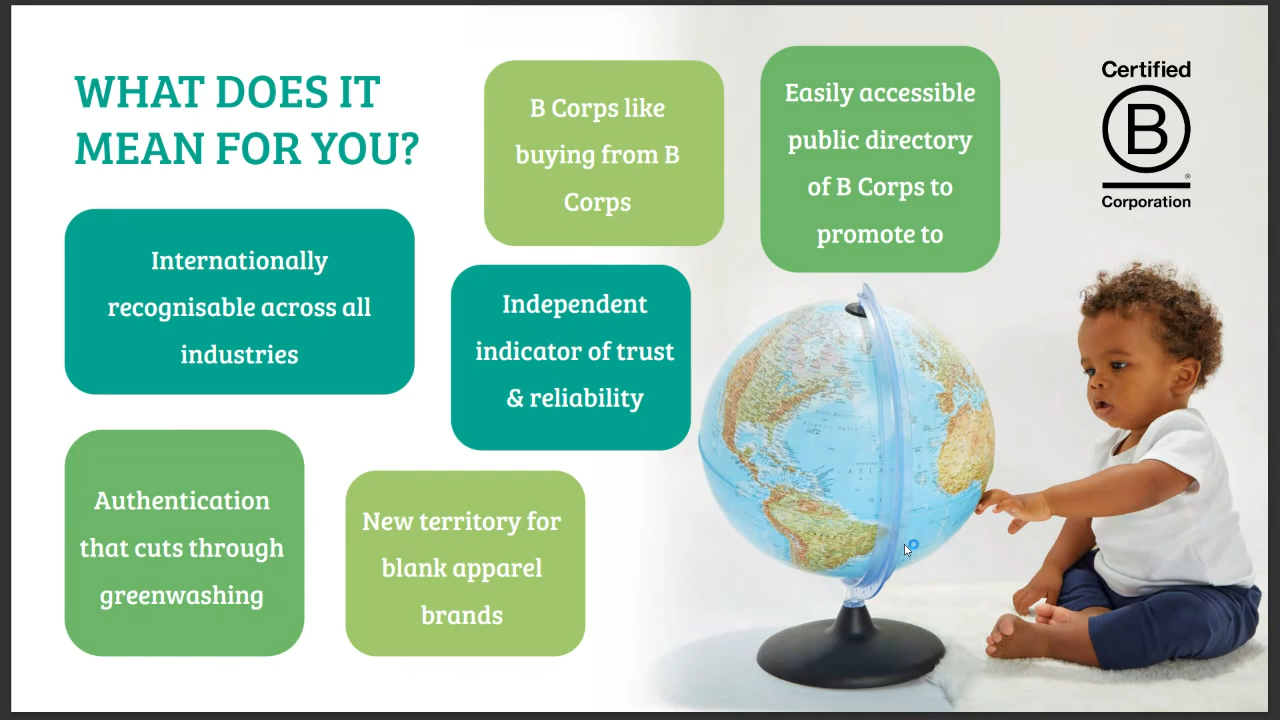 WHAT DOES IT
MEAN FOR YOU?
B Corps like
buying from B
Corps
Easily accessible
public directory
of B Corps to
promote to
Certified
B
®
Corporation
Internationally
recognisable across all
industries
Independent
indicator of trust
& reliability
Authentication
that cuts through
greenwashing
New territory for
blank apparel
brands